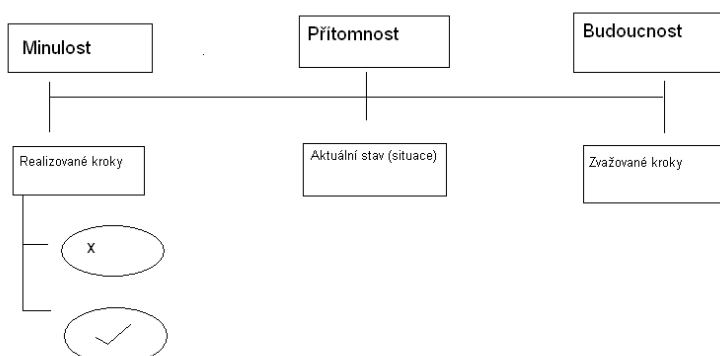 Minulost
Přítomnost
Budoucnost
Realizované kroky
Aktuální stav (situace)
Zvažované kroky
x
✓